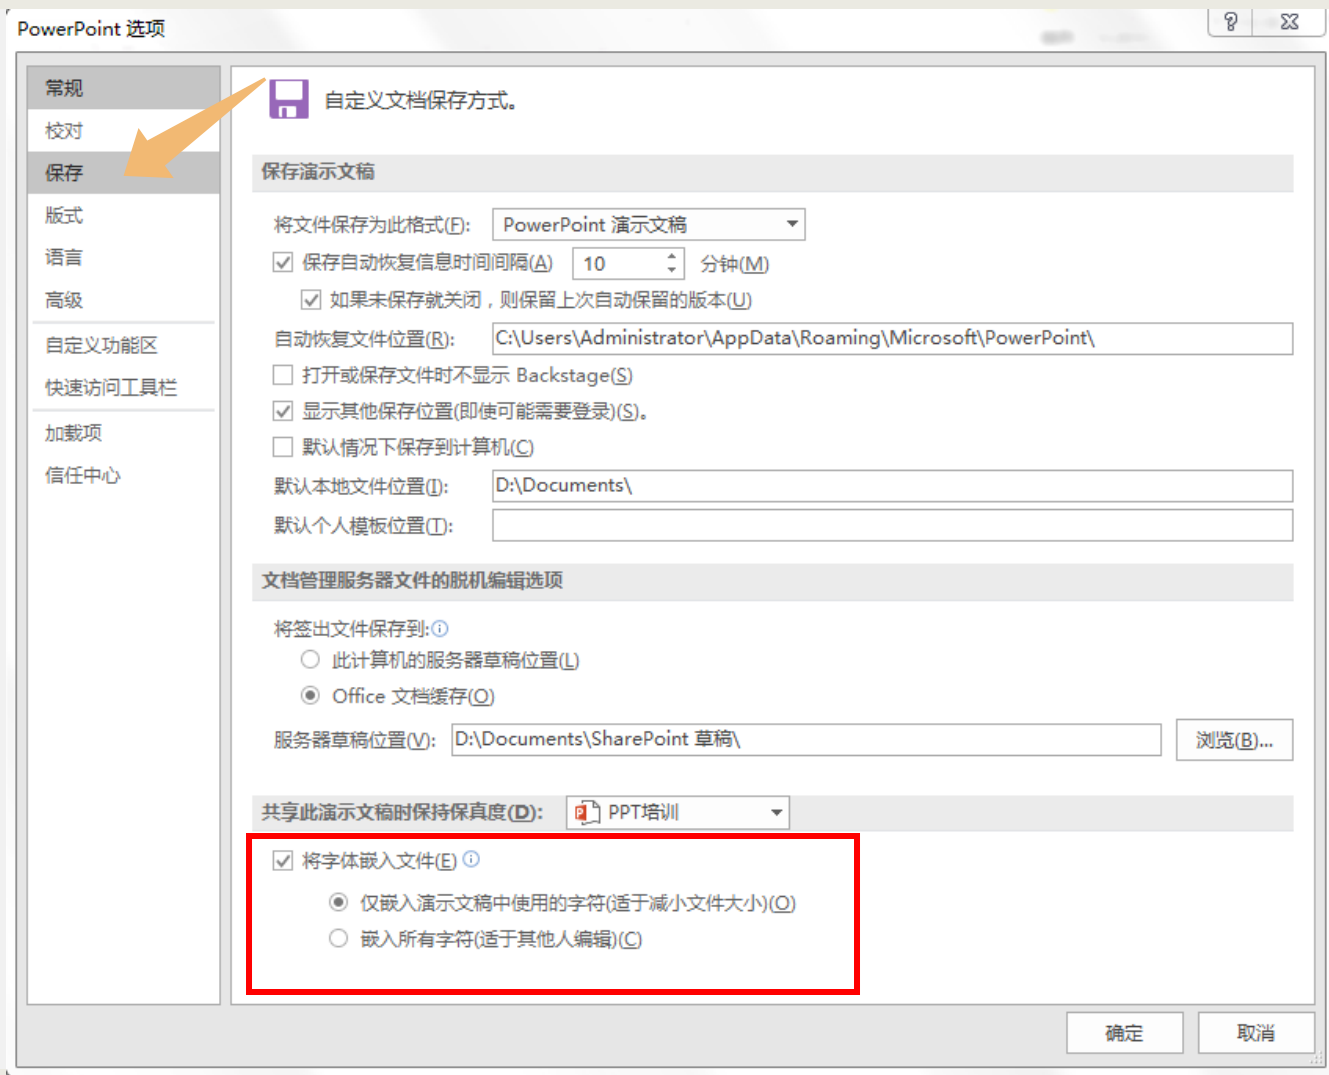 PowerPoint 选项
常规
校对
保存
版式
语言
高级
自定义功能区
快速访问工具栏
加载项
信任中心
自定义文档保存方式。
保存演示文稿
将文件保存为此格式(F): PowerPoint 演示文稿
保存自动恢复信息时间间隔(A) 10 分钟(M)
如果未保存就关闭，则保留上次自动保留的版本(U)
自动恢复文件位置(R): C:\Users\Administrator\AppData\Roaming\Microsoft\PowerPoint\
打开或保存文件时不显示 Backstage(S)
显示其他保存位置(即使可能需要登录)(S)。
默认情况下保存到计算机(C)
默认本地文件位置(I): D:\Documents\
默认个人模板位置(T):
文档管理服务器文件的脱机编辑选项
将签出文件保存到:
此计算机的服务器草稿位置(L)
Office 文档缓存(O)
服务器草稿位置(V): D:\Documents\SharePoint 草稿\ 浏览(B)...
共享此演示文稿时保持保真度(D): PPT培训
将字体嵌入文件(E)
仅嵌入演示文稿中使用的字符(适于减小文件大小)(O)
嵌入所有字符(适于其他人编辑)(C)
确定 取消